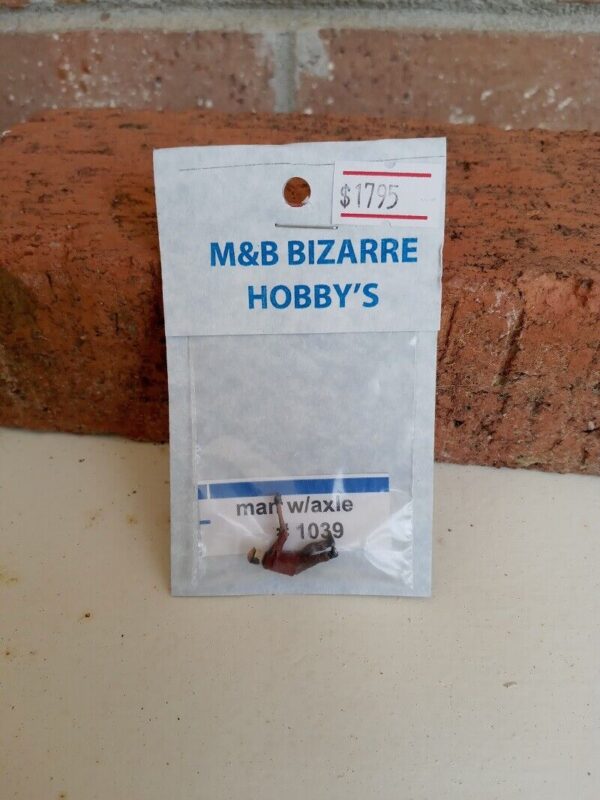 $1795
M&B BIZARRE
HOBBY'S
man w/axle
# 1039